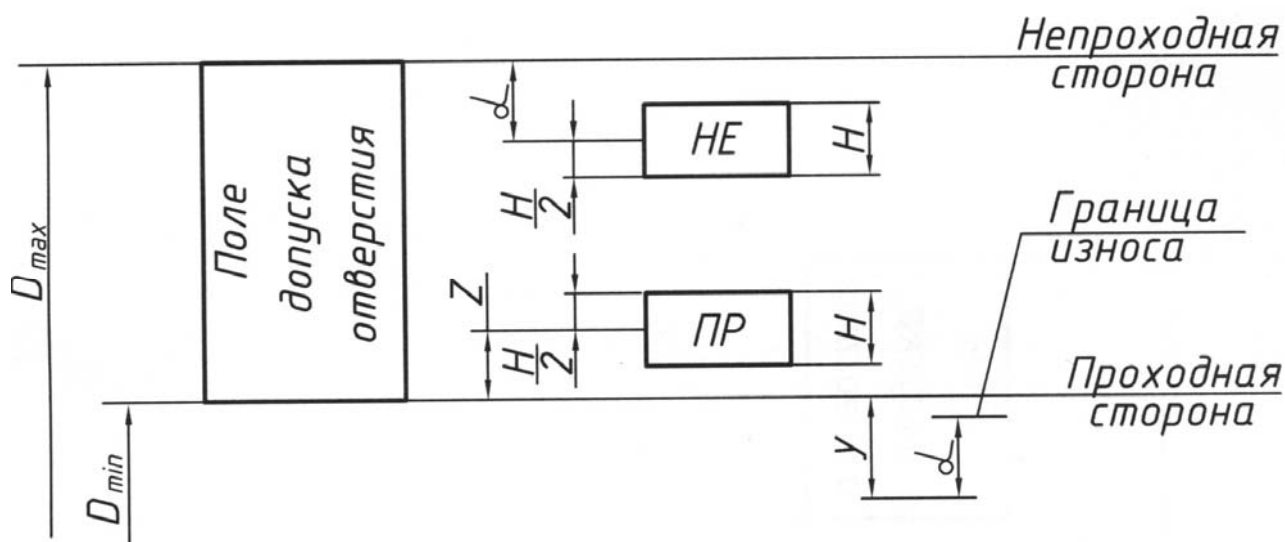 Непроходная
сторона
α
НЕ
H
H/2
Поле
допуска
отверстия
Граница
износа
D max
Z
ПР
H
H/2
Проходная
сторона
y
α
D min